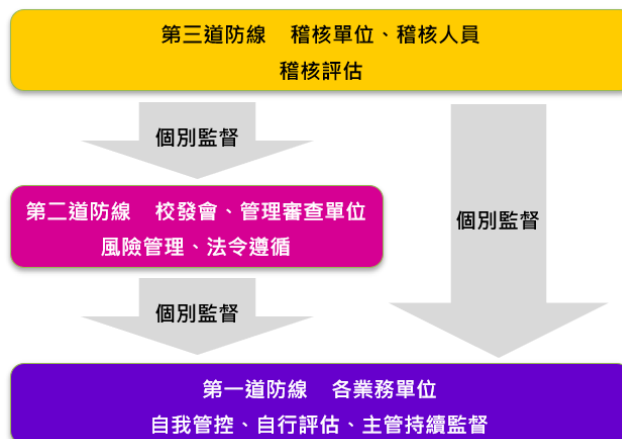 第三道防線 稽核單位、稽核人員
稽核評估
個別監督
第二道防線 校發會、管理審查單位
風險管理、法令遵循
個別監督
個別監督
第一道防線 各業務單位
自我管控、自行評估、主管持續監督